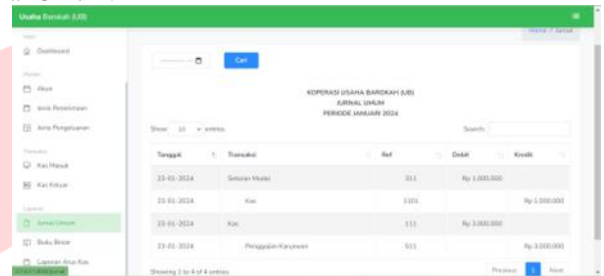 Usaha Barokah (UB)
Home / Jurnal
Dashboard
Akun
Jenis Penerimaan
Jenis Pengeluaran
Transaksi
Kas Masuk
Kas Keluar
Laporan
Jurnal Umum
Buku Besar
Laporan Arus Kas
Cari
KOPERASI USAHA BAROKAH (UB)
JURNAL UMUM
PERIODE JANUARI 2024
Show 10 entries
Search:
Tanggal Transaksi Ref Debit Kredit
23-01-2024 Setoran Modal 311 Rp 1.000.000
23-01-2024 Kas 1101 Rp 1.000.000
23-01-2024 Kas 111 Rp 3.000.000
23-01-2024 Penggajian Karyawan 511 Rp 3.000.000
Showing 1 to 4 of 4 entries
Previous 1 Next